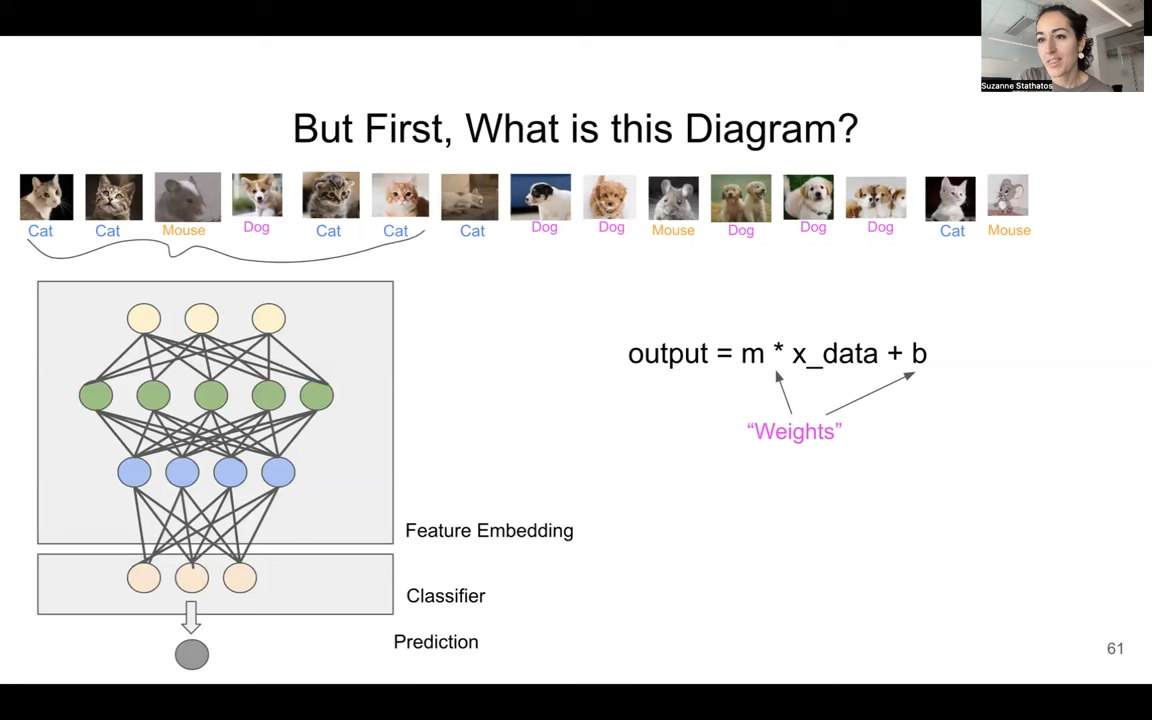 Suzanne Stathatos
But First, What is this Diagram?
Cat Cat Mouse Dog Cat Cat Cat Dog Dog Mouse Dog Dog Dog Cat Mouse
output = m * x_data + b
“Weights”
Feature Embedding
Classifier
Prediction
61